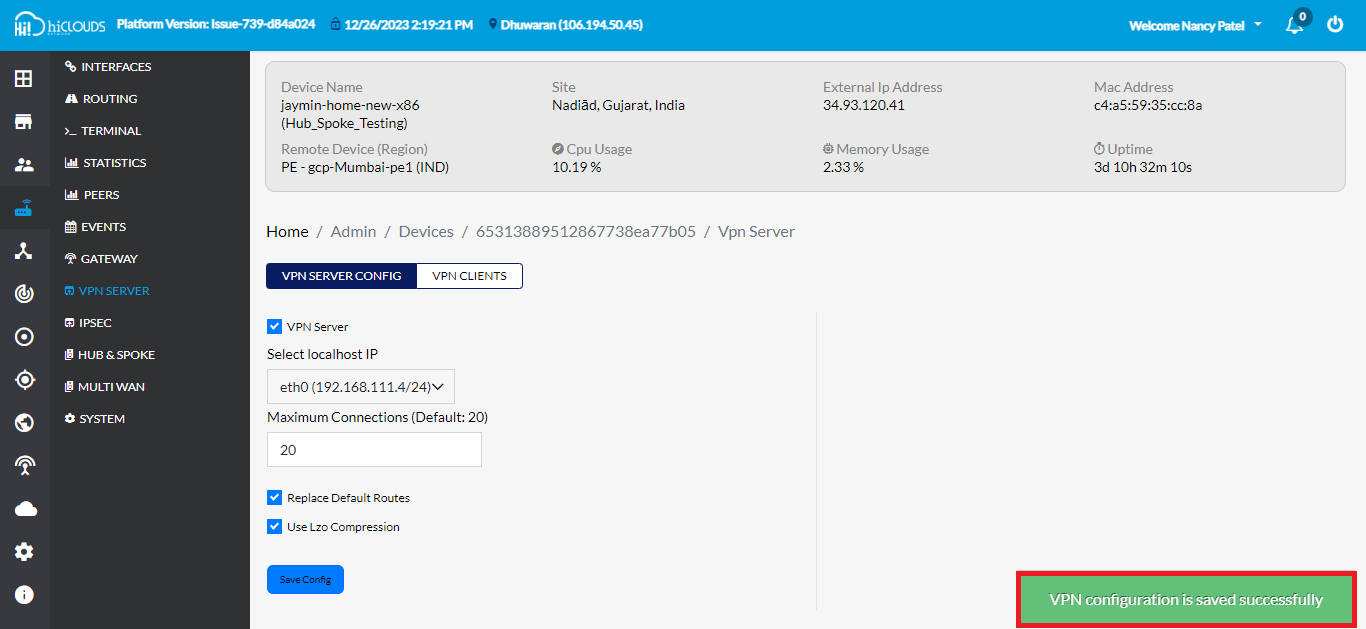 Hi! hiCLOUDS
NETWORK
Platform Version: Issue-739-d84a024
12/26/2023 2:19:21 PM
Dhuwaran (106.194.50.45)
Welcome Nancy Patel
0
INTERFACES
ROUTING
TERMINAL
STATISTICS
PEERS
EVENTS
GATEWAY
VPN SERVER
IPSEC
HUB & SPOKE
MULTI WAN
SYSTEM
Device Name
jaymin-home-new-x86
(Hub_Spoke_Testing)
Site
Nadiād, Gujarat, India
External Ip Address
34.93.120.41
Mac Address
c4:a5:59:35:cc:8a
Remote Device (Region)
PE - gcp-Mumbai-pe1 (IND)
Cpu Usage
10.19 %
Memory Usage
2.33 %
Uptime
3d 10h 32m 10s
Home / Admin / Devices / 65313889512867738ea77b05 / Vpn Server
VPN SERVER CONFIG
VPN CLIENTS
VPN Server
Select localhost IP
eth0 (192.168.111.4/24)
Maximum Connections (Default: 20)
20
Replace Default Routes
Use Lzo Compression
Save Config
VPN configuration is saved successfully